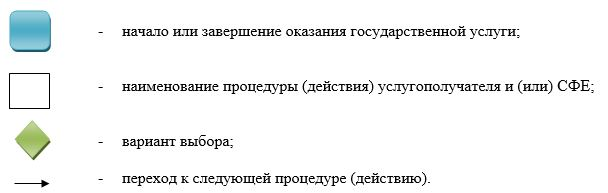 - начало или завершение оказания государственной услуги;
- наименование процедуры (действия) услугополучателя и (или) СФЕ;
- вариант выбора;
- переход к следующей процедуре (действию).